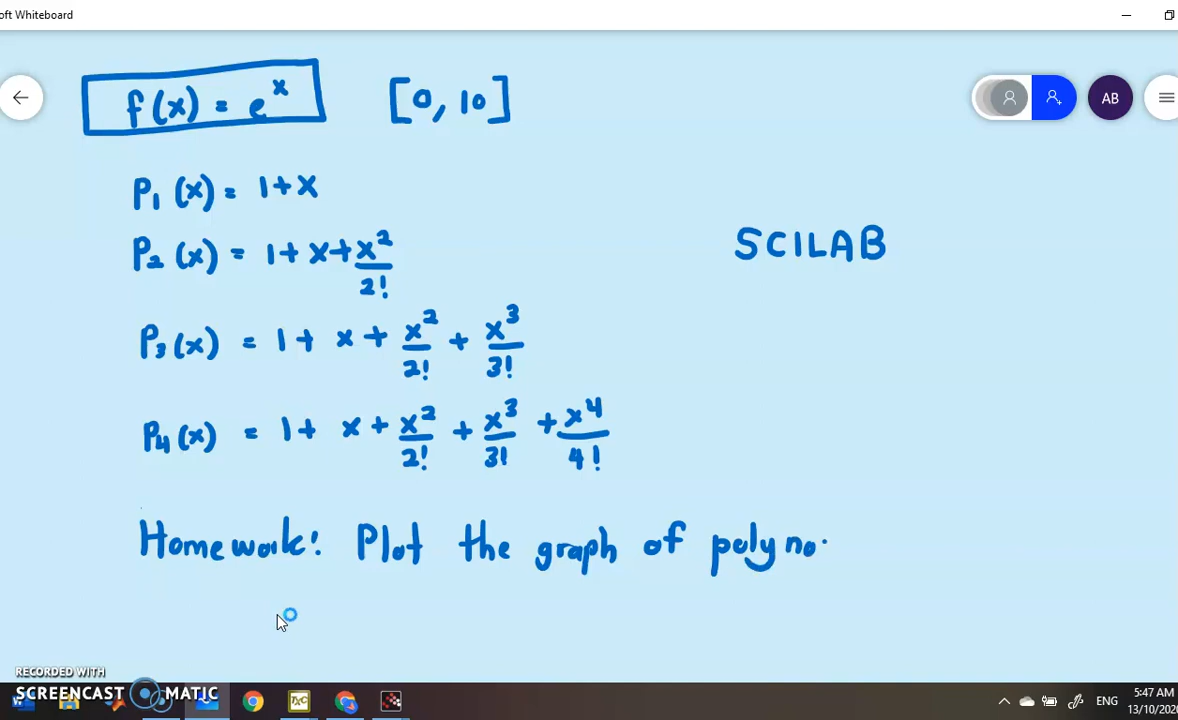 oft Whiteboard
f(x) = e^x [0, 10]
AB
P₁(x) = 1+x
SCILAB
P₂(x) = 1+ x+ x²/2!
P₃(x) = 1+ x + x²/2! + x³/3!
P₄(x) = 1+ x + x²/2! + x³/3! + x⁴/4!
Homework: Plot the graph of polyno.
RECORDED WITH
SCREENCAST MATIC
ENG
5:47 AM
13/10/2020